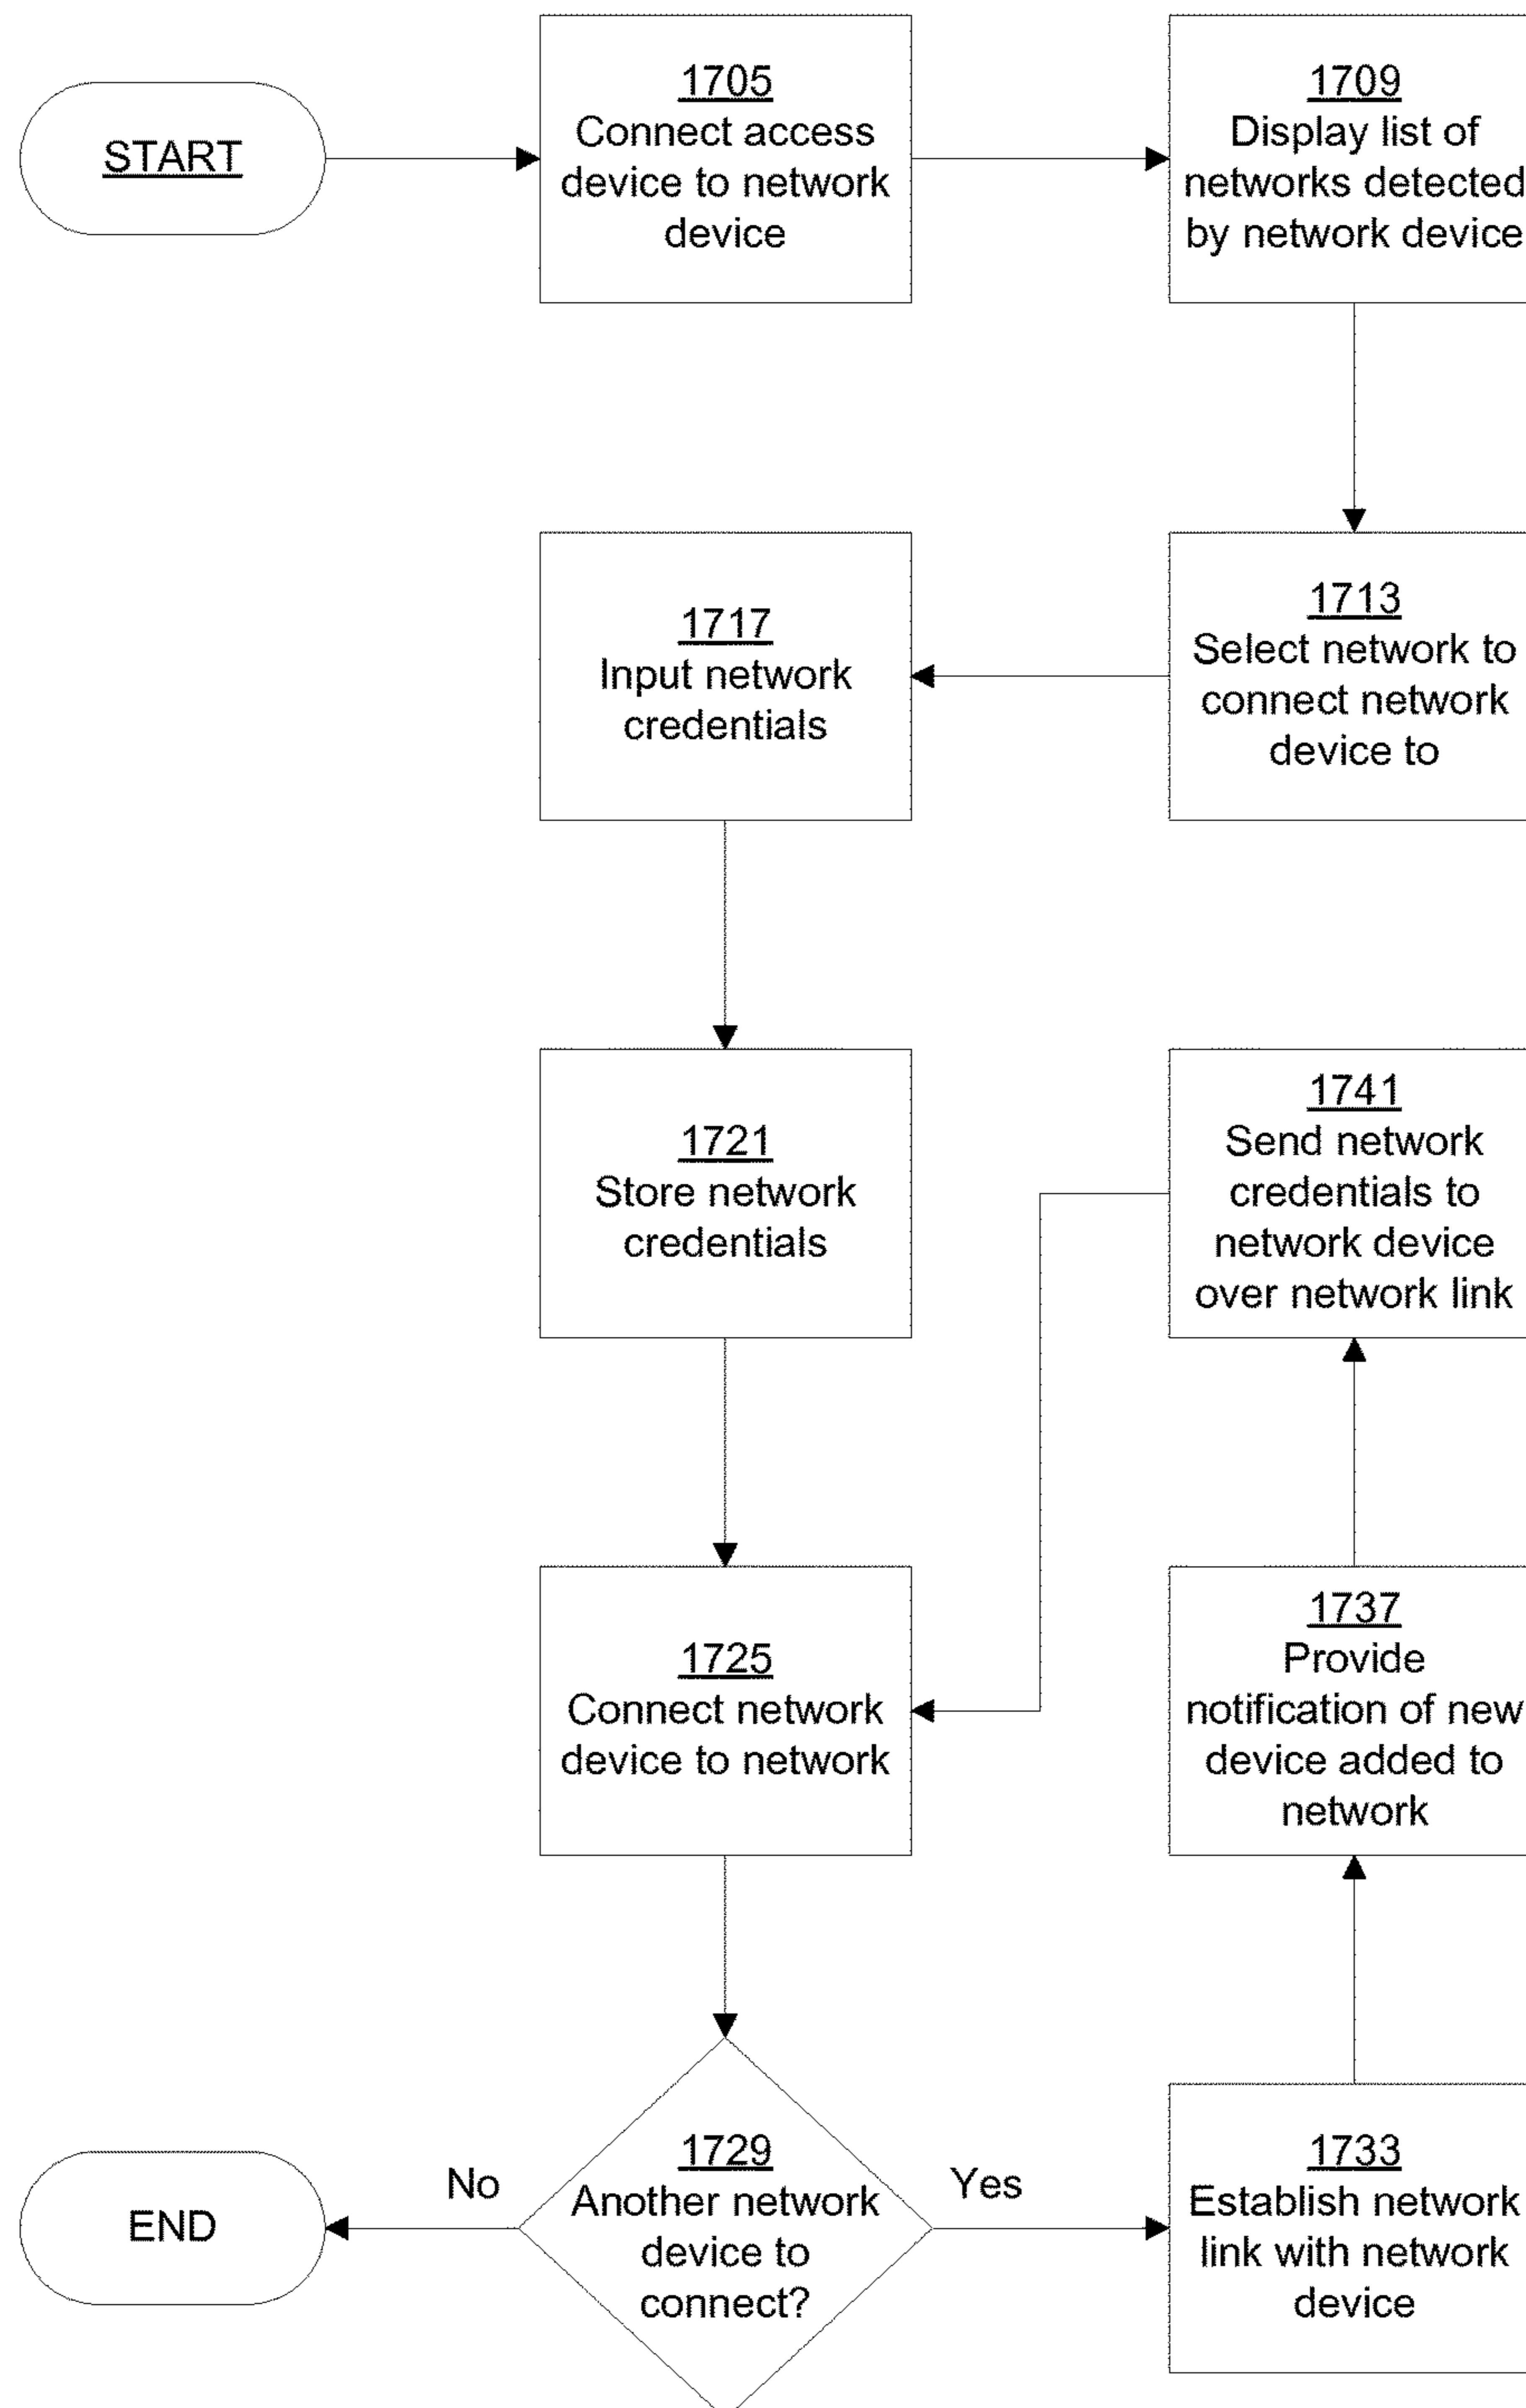 START
1705
Connect access
device to network
device
1709
Display list of
networks detected
by network device
1713
Select network to
connect network
device to
1717
Input network
credentials
1721
Store network
credentials
1741
Send network
credentials to
network device
over network link
1725
Connect network
device to network
1737
Provide
notification of new
device added to
network
1729
Another network
device to
connect?
No
Yes
END
1733
Establish network
link with network
device